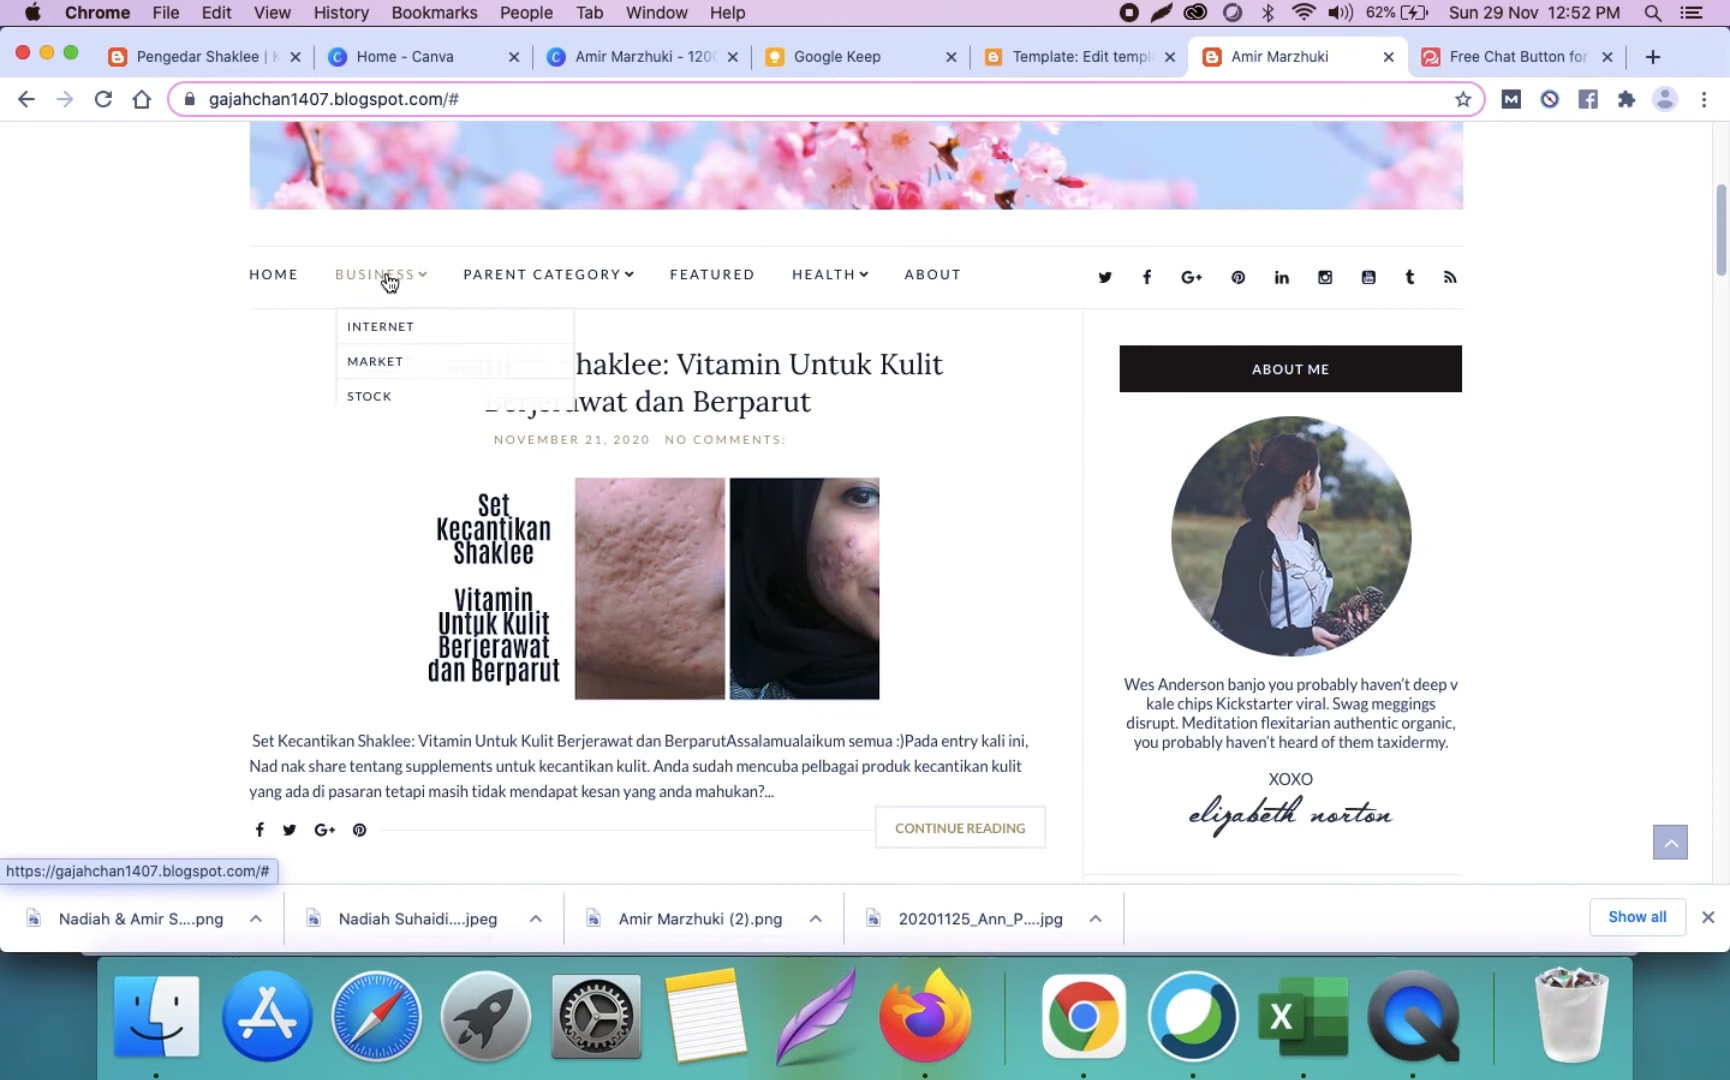 Chrome File Edit View History Bookmarks People Tab Window Help 62% Sun 29 Nov 12:52 PM
Pengedar Shaklee | K Home - Canva Amir Marzhuki - 120 Google Keep Template: Edit templ Amir Marzhuki Free Chat Button for
gajahchan1407.blogspot.com/#
HOME BUSINESS PARENT CATEGORY FEATURED HEALTH ABOUT
INTERNET
MARKET
STOCK
haklee: Vitamin Untuk Kulit
Berjerawat dan Berparut
NOVEMBER 21, 2020 NO COMMENTS:
Set
Kecantikan
Shaklee
Vitamin
Untuk Kulit
Berjerawat
dan Berparut
Set Kecantikan Shaklee: Vitamin Untuk Kulit Berjerawat dan BerparutAssalamualaikum semua :)Pada entry kali ini,
Nad nak share tentang supplements untuk kecantikan kulit. Anda sudah mencuba pelbagai produk kecantikan kulit
yang ada di pasaran tetapi masih tidak mendapat kesan yang anda mahukan?...
CONTINUE READING
ABOUT ME
Wes Anderson banjo you probably haven't deep v
kale chips Kickstarter viral. Swag meggings
disrupt. Meditation flexitarian authentic organic,
you probably haven't heard of them taxidermy.
XOXO
elizabeth norton
https://gajahchan1407.blogspot.com/#
Nadiah & Amir S....png Nadiah Suhaidi....jpeg Amir Marzhuki (2).png 20201125_Ann_P....jpg Show all